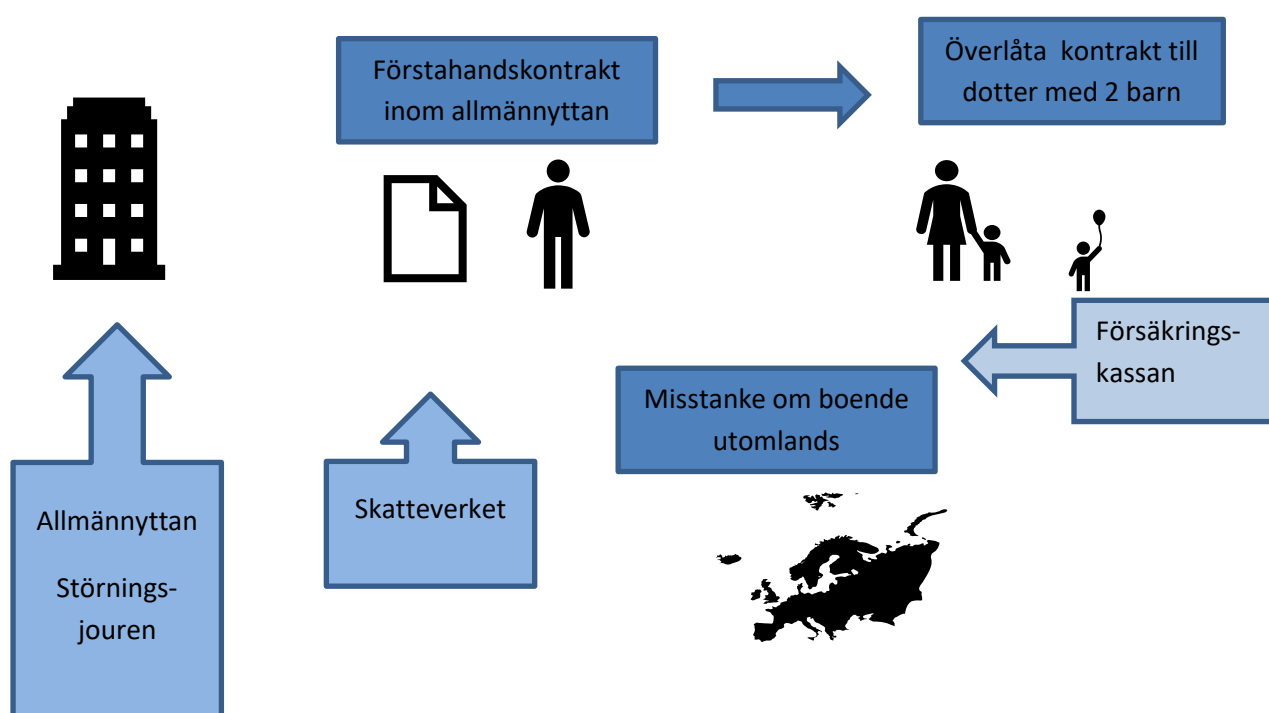 Förstahandskontrakt
inom allmännyttan
Överlåta kontrakt till
dotter med 2 barn
Försäkrings-
kassan
Misstanke om boende
utomlands
Skatteverket
Allmännyttan
Störnings-
jouren